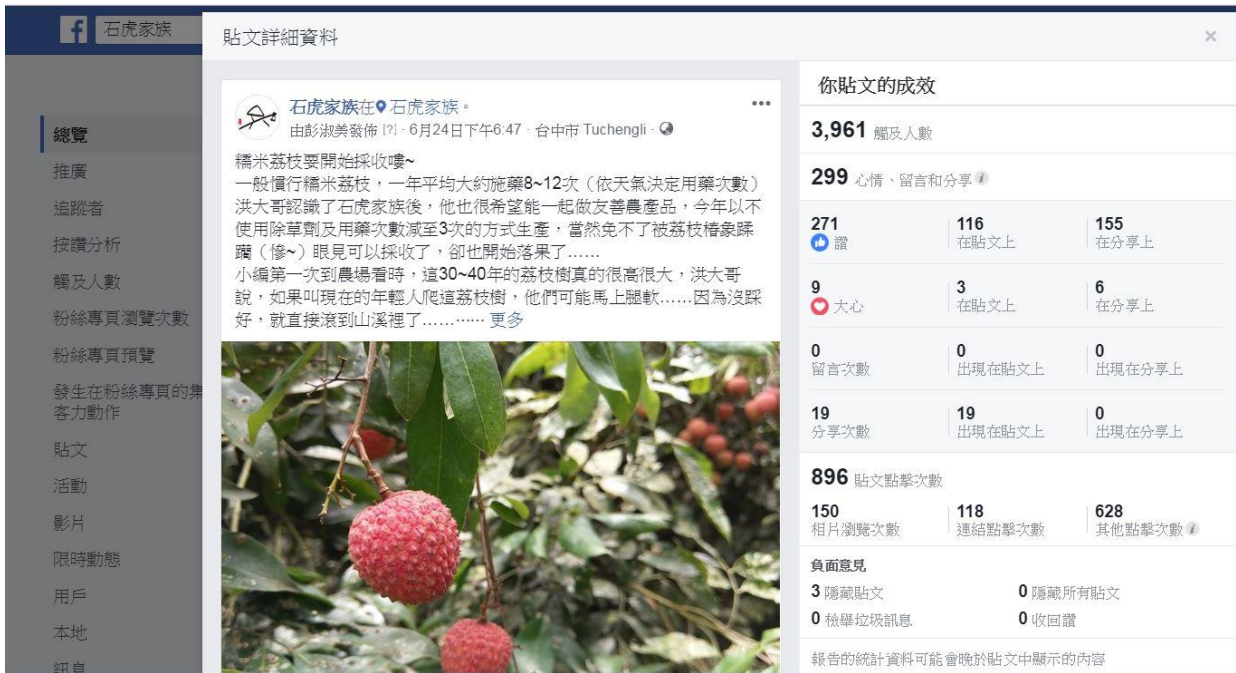 石虎家族
貼文詳細資料
×
總覽
推廣
追蹤者
按讚分析
觸及人數
粉絲專頁瀏覽次數
粉絲專頁預覽
發生在粉絲專頁的集
客力動作
貼文
活動
影片
限時動態
用戶
本地
訊息
石虎家族在石虎家族。
由彭淑美發佈 [?] · 6月24日下午6:47 · 台中市 Tuchengli ·
糯米荔枝要開始採收嘍~
一般慣行糯米荔枝，一年平均大約施藥8~12次（依天氣決定用藥次數）
洪大哥認識了石虎家族後，他也很希望能一起做友善農產品，今年以不
使用除草劑及用藥次數減至3次的方式生產，當然免不了被荔枝椿象蹂
躪（慘~）眼見可以採收了，卻也開始落果了……
小編第一次到農場看時，這30~40年的荔枝樹真的很高很大，洪大哥
說，如果叫現在的年輕人爬這荔枝樹，他們可能馬上腿軟……因為沒踩
好，就直接滾到山溪裡了………… 更多
你貼文的成效
3,961 觸及人數
299 心情、留言和分享
271 116 155
讚 在貼文上 在分享上
9 3 6
大心 在貼文上 在分享上
0 0 0
留言次數 出現在貼文上 出現在分享上
19 19 0
分享次數 出現在貼文上 出現在分享上
896 貼文點擊次數
150 118 628
相片瀏覽次數 連結點擊次數 其他點擊次數
負面意見
3 隱藏貼文 0 隱藏所有貼文
0 檢舉垃圾訊息 0 收回讚
報告的統計資料可能會晚於貼文中顯示的內容